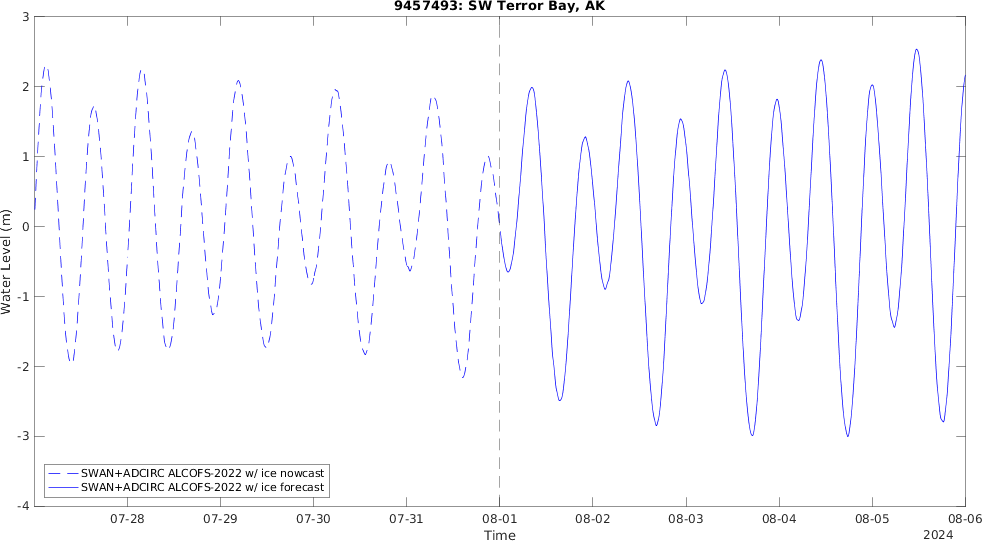 9457493: SW Terror Bay, AK
3
2
1
0
-1
-2
-3
-4
Water Level (m)
SWAN+ADCIRC ALCOFS-2022 w/ ice nowcast
SWAN+ADCIRC ALCOFS-2022 w/ ice forecast
07-28 07-29 07-30 07-31 08-01 08-02 08-03 08-04 08-05 08-06
Time
2024